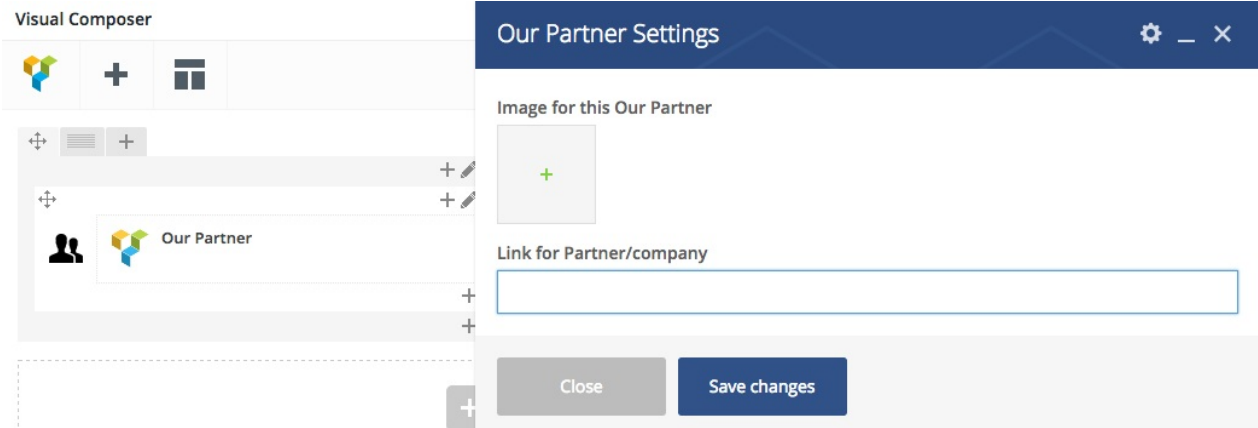 Visual Composer
Our Partner
Our Partner Settings
Image for this Our Partner
Link for Partner/company
Close
Save changes